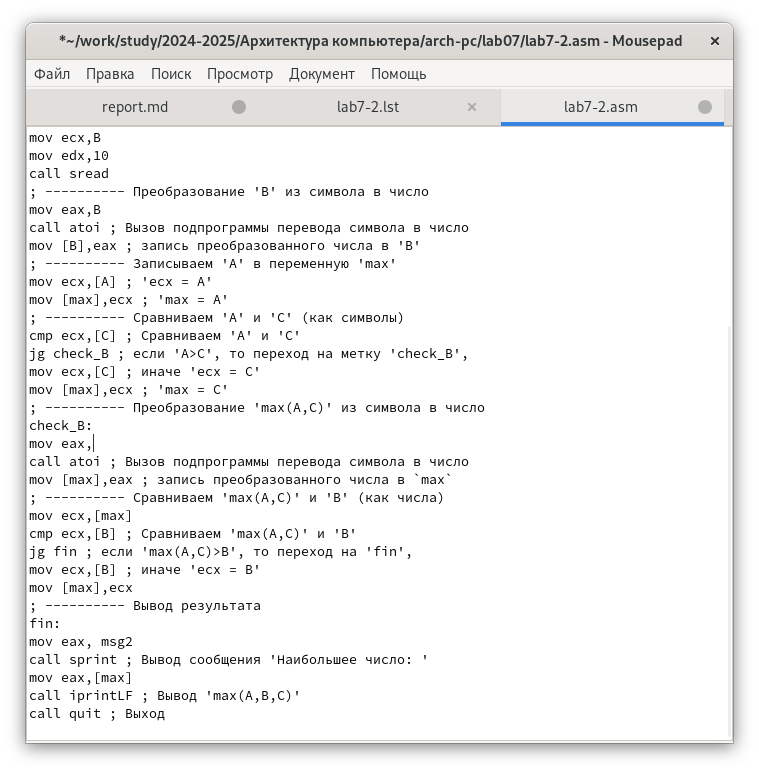 *~/work/study/2024-2025/Архитектура компьютера/arch-pc/lab07/lab7-2.asm - Mousepad
Файл Правка Поиск Просмотр Документ Помощь
report.md lab7-2.lst lab7-2.asm
mov ecx,B
mov edx,10
call sread
; ---------- Преобразование 'B' из символа в число
mov eax,B
call atoi ; Вызов подпрограммы перевода символа в число
mov [B],eax ; запись преобразованного числа в 'B'
; ---------- Записываем 'A' в переменную 'max'
mov ecx,[A] ; 'ecx = A'
mov [max],ecx ; 'max = A'
; ---------- Сравниваем 'A' и 'С' (как символы)
cmp ecx,[C] ; Сравниваем 'A' и 'С'
jg check_B ; если 'A>C', то переход на метку 'check_B',
mov ecx,[C] ; иначе 'ecx = C'
mov [max],ecx ; 'max = C'
; ---------- Преобразование 'max(A,C)' из символа в число
check_B:
mov eax,
call atoi ; Вызов подпрограммы перевода символа в число
mov [max],eax ; запись преобразованного числа в `max`
; ---------- Сравниваем 'max(A,C)' и 'B' (как числа)
mov ecx,[max]
cmp ecx,[B] ; Сравниваем 'max(A,C)' и 'B'
jg fin ; если 'max(A,C)>B', то переход на 'fin',
mov ecx,[B] ; иначе 'ecx = B'
mov [max],ecx
; ---------- Вывод результата
fin:
mov eax, msg2
call sprint ; Вывод сообщения 'Наибольшее число: '
mov eax,[max]
call iprintLF ; Вывод 'max(A,B,C)'
call quit ; Выход